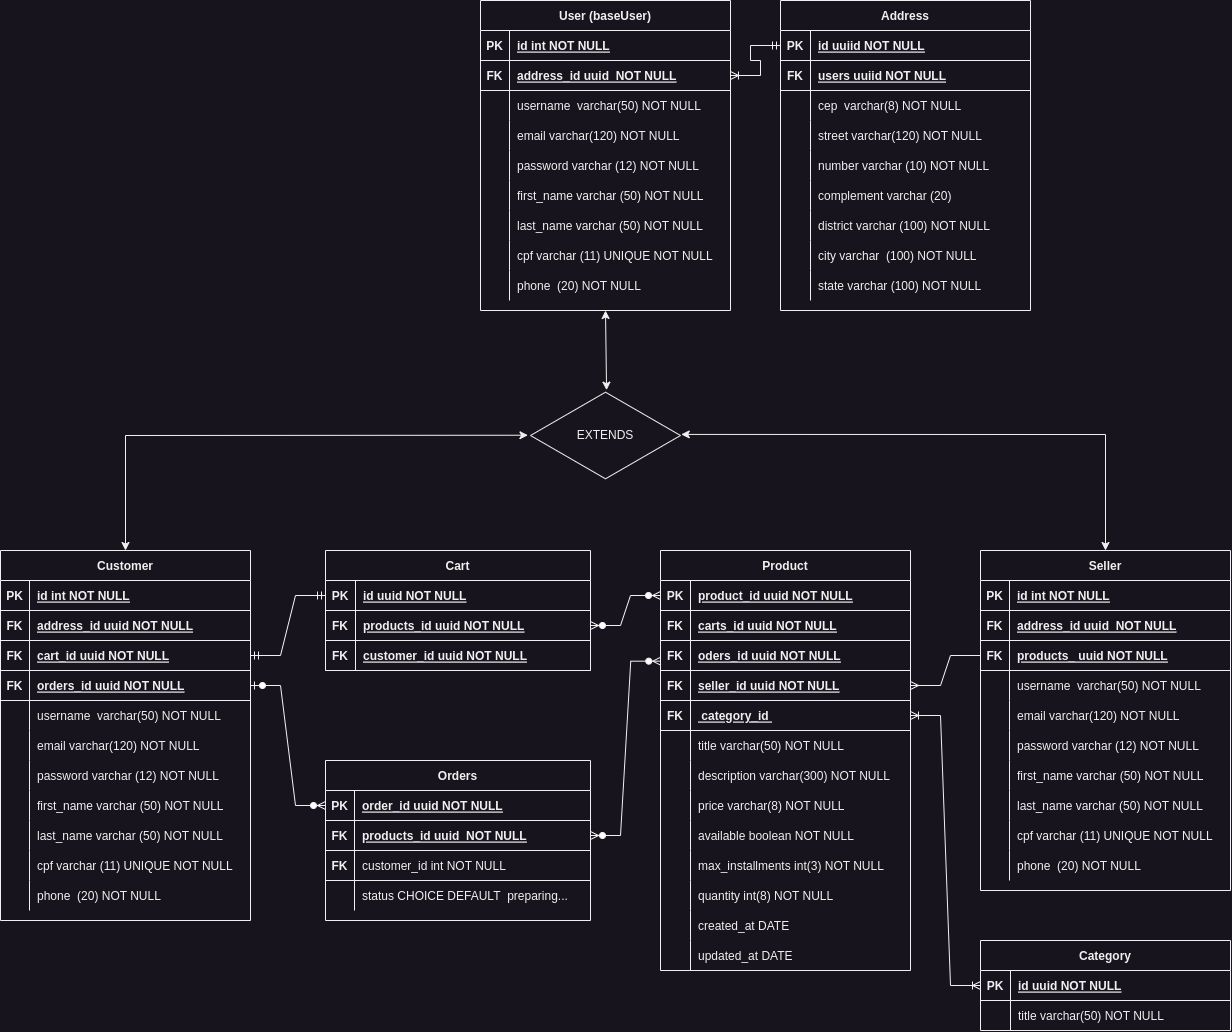 User (baseUser)
PK id int NOT NULL
FK address_id uuid  NOT NULL
username  varchar(50) NOT NULL
email varchar(120) NOT NULL
password varchar (12) NOT NULL
first_name varchar (50) NOT NULL
last_name varchar (50) NOT NULL
cpf varchar (11) UNIQUE NOT NULL
phone  (20) NOT NULL
Address
PK id uuiid NOT NULL
FK users uuiid NOT NULL
cep  varchar(8) NOT NULL
street varchar(120) NOT NULL
number varchar (10) NOT NULL
complement varchar (20)
district varchar (100) NOT NULL
city varchar  (100) NOT NULL
state varchar (100) NOT NULL
EXTENDS
Customer
PK id int NOT NULL
FK address_id uuid NOT NULL
FK cart_id uuid NOT NULL
FK orders_id uuid NOT NULL
username  varchar(50) NOT NULL
email varchar(120) NOT NULL
password varchar (12) NOT NULL
first_name varchar (50) NOT NULL
last_name varchar (50) NOT NULL
cpf varchar (11) UNIQUE NOT NULL
phone  (20) NOT NULL
Cart
PK id uuid NOT NULL
FK products_id uuid NOT NULL
FK customer_id uuid NOT NULL
Orders
PK order_id uuid NOT NULL
FK products_id uuid  NOT NULL
FK customer_id int NOT NULL
status CHOICE DEFAULT  preparing...
Product
PK product_id uuid NOT NULL
FK carts_id uuid NOT NULL
FK oders_id uuid NOT NULL
FK seller_id uuid NOT NULL
FK category_id
title varchar(50) NOT NULL
description varchar(300) NOT NULL
price varchar(8) NOT NULL
available boolean NOT NULL
max_installments int(3) NOT NULL
quantity int(8) NOT NULL
created_at DATE
updated_at DATE
Seller
PK id int NOT NULL
FK address_id uuid  NOT NULL
FK products_ uuid NOT NULL
username  varchar(50) NOT NULL
email varchar(120) NOT NULL
password varchar (12) NOT NULL
first_name varchar (50) NOT NULL
last_name varchar (50) NOT NULL
cpf varchar (11) UNIQUE NOT NULL
phone  (20) NOT NULL
Category
PK id uuid NOT NULL
title varchar(50) NOT NULL